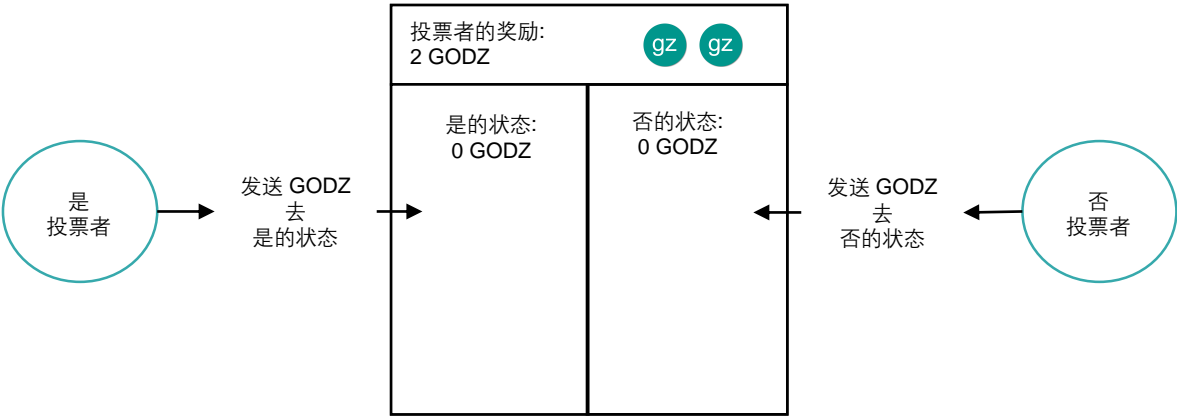 投票者的奖励:
2 GODZ
gz gz
是
投票者
发送 GODZ
去
是的状态
是的状态:
0 GODZ
否的状态:
0 GODZ
发送 GODZ
去
否的状态
否
投票者